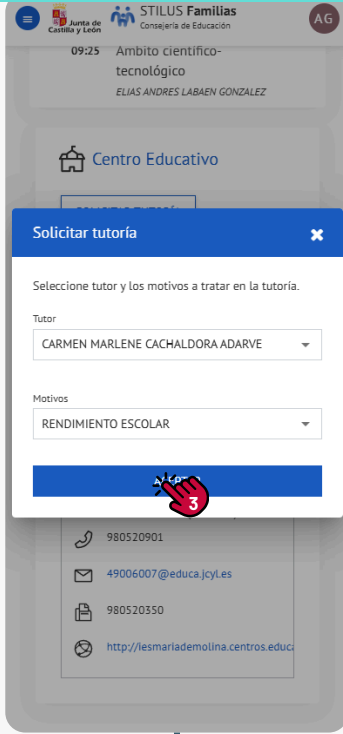 Junta de
Castilla y León
STILUS Familias
Consejería de Educación
AG
09:25 Ámbito científico-
tecnológico
ELIAS ANDRES LABAEN GONZALEZ
Centro Educativo
Solicitar tutoría
Seleccione tutor y los motivos a tratar en la tutoría.
Tutor
CARMEN MARLENE CACHALDORA ADARVE
Motivos
RENDIMIENTO ESCOLAR
3
980520901
49006007@educa.jcyl.es
980520350
http://iesmariademolina.centros.educa